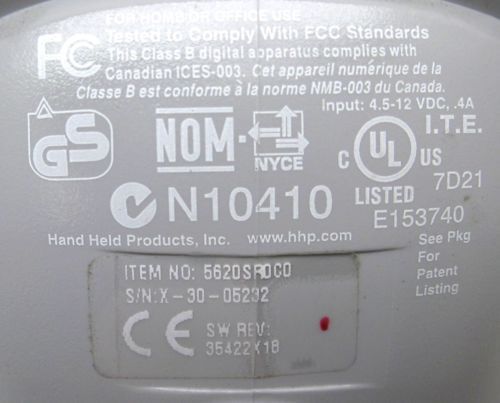 FOR HOME OR OFFICE USE
Tested to Comply With FCC Standards
FC This Class B digital apparatus complies with
Canadian ICES-003. Cet appareil numérique de la
Classe B est conforme à la norme NMB-003 du Canada.
Input: 4.5-12 VDC, .4A
GS NOM NYCE C UL US I.T.E.
LISTED 7D21
N10410 E153740
Hand Held Products, Inc. www.hhp.com
See Pkg
For
Patent
Listing
ITEM NO: 5620SR0C0
S/N:X-30-05232
CE SW REV:
35422X18
hhp